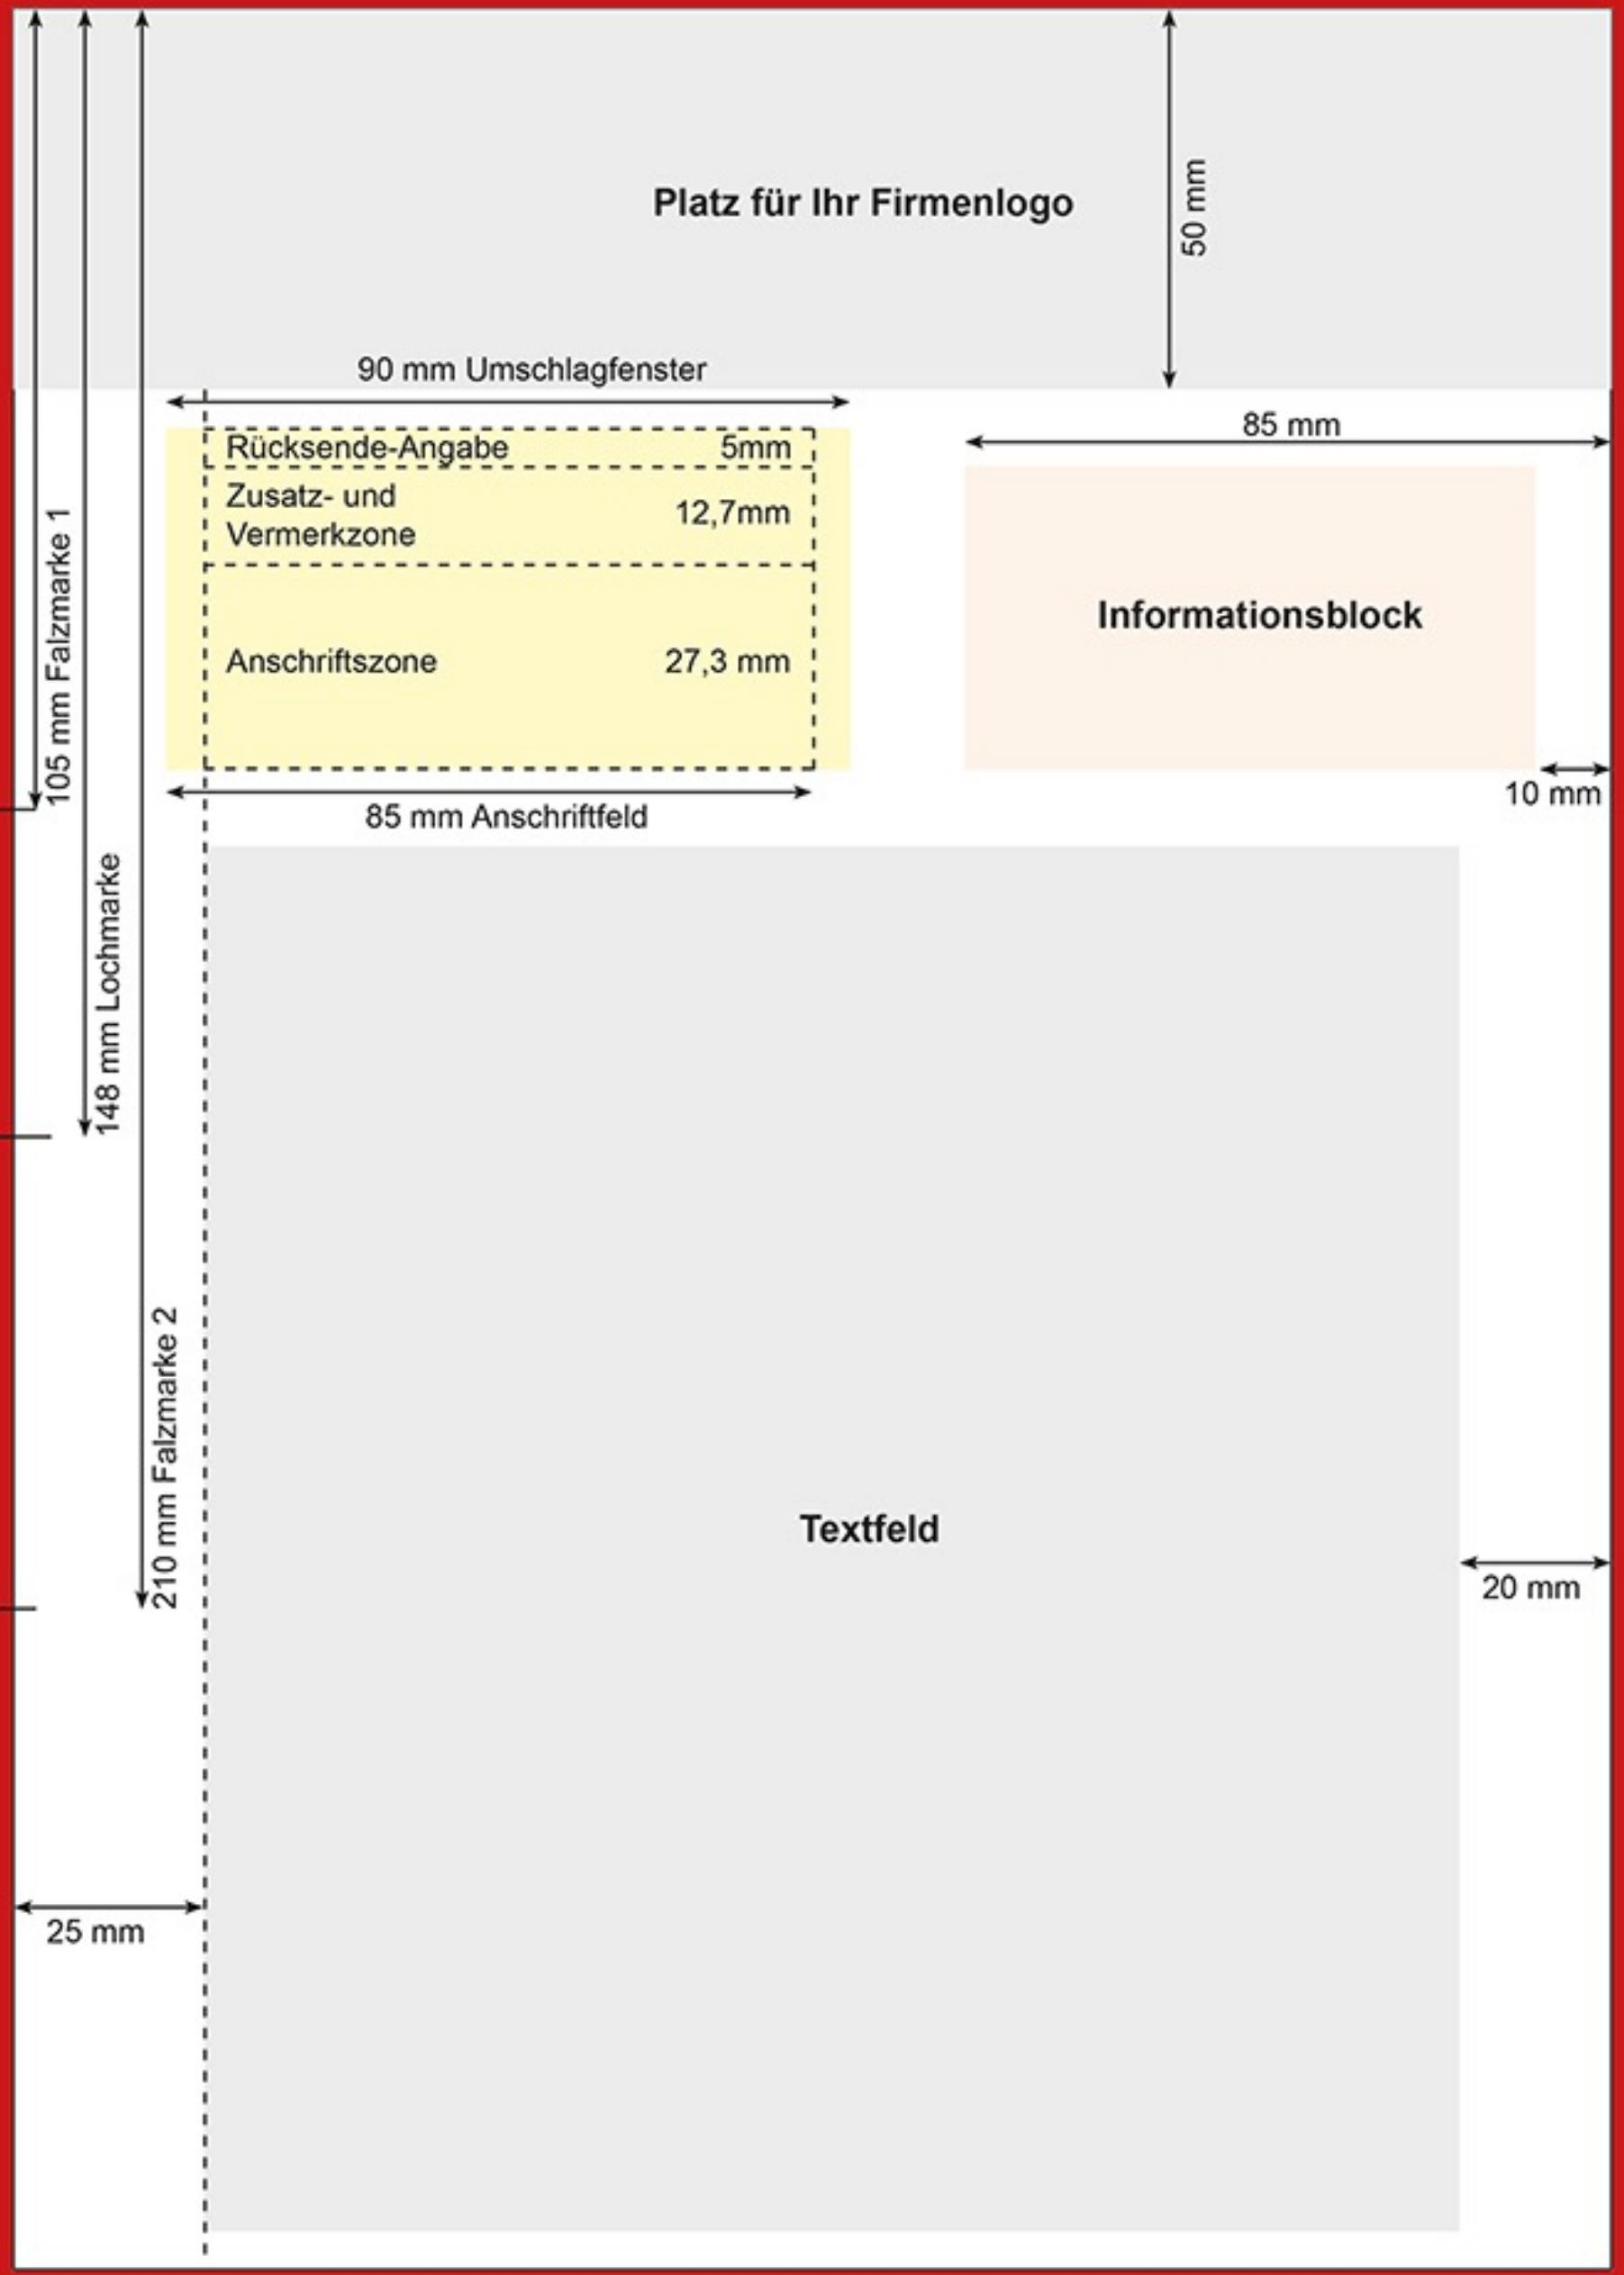 Platz für Ihr Firmenlogo
50 mm
90 mm Umschlagfenster
85 mm
Rücksende-Angabe 5mm
Zusatz- und
Vermerkzone 12,7mm
Anschriftszone 27,3 mm
Informationsblock
10 mm
85 mm Anschriftfeld
105 mm Falzmarke 1
148 mm Lochmarke
210 mm Falzmarke 2
Textfeld
20 mm
25 mm